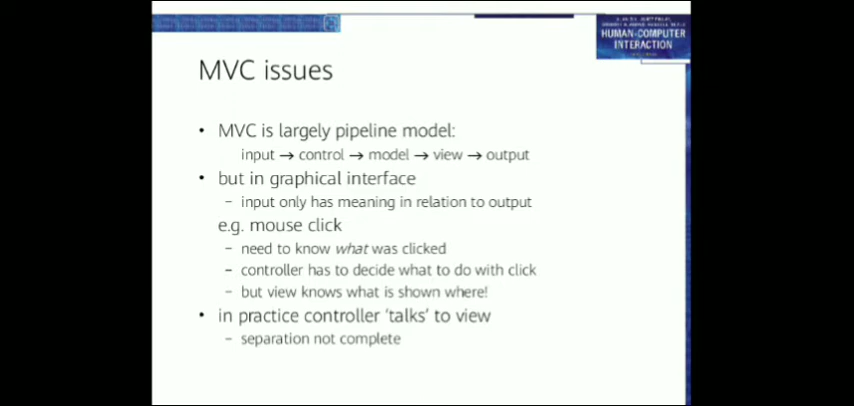 HUMAN-COMPUTER
INTERACTION
MVC issues
• MVC is largely pipeline model:
input → control → model → view → output
• but in graphical interface
– input only has meaning in relation to output
e.g. mouse click
– need to know what was clicked
– controller has to decide what to do with click
– but view knows what is shown where!
• in practice controller ‘talks’ to view
– separation not complete